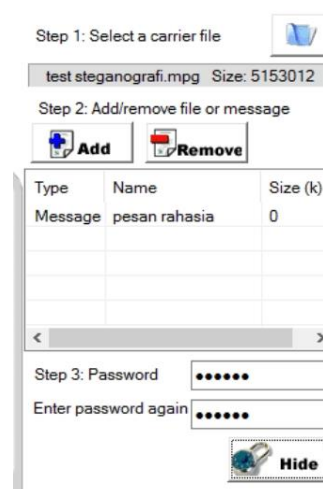 Step 1: Select a carrier file
test steganografi.mpg Size: 5153012
Step 2: Add/remove file or message
Add Remove
Type Name Size (k)
Message pesan rahasia 0
Step 3: Password ••••••
Enter password again ••••••
Hide